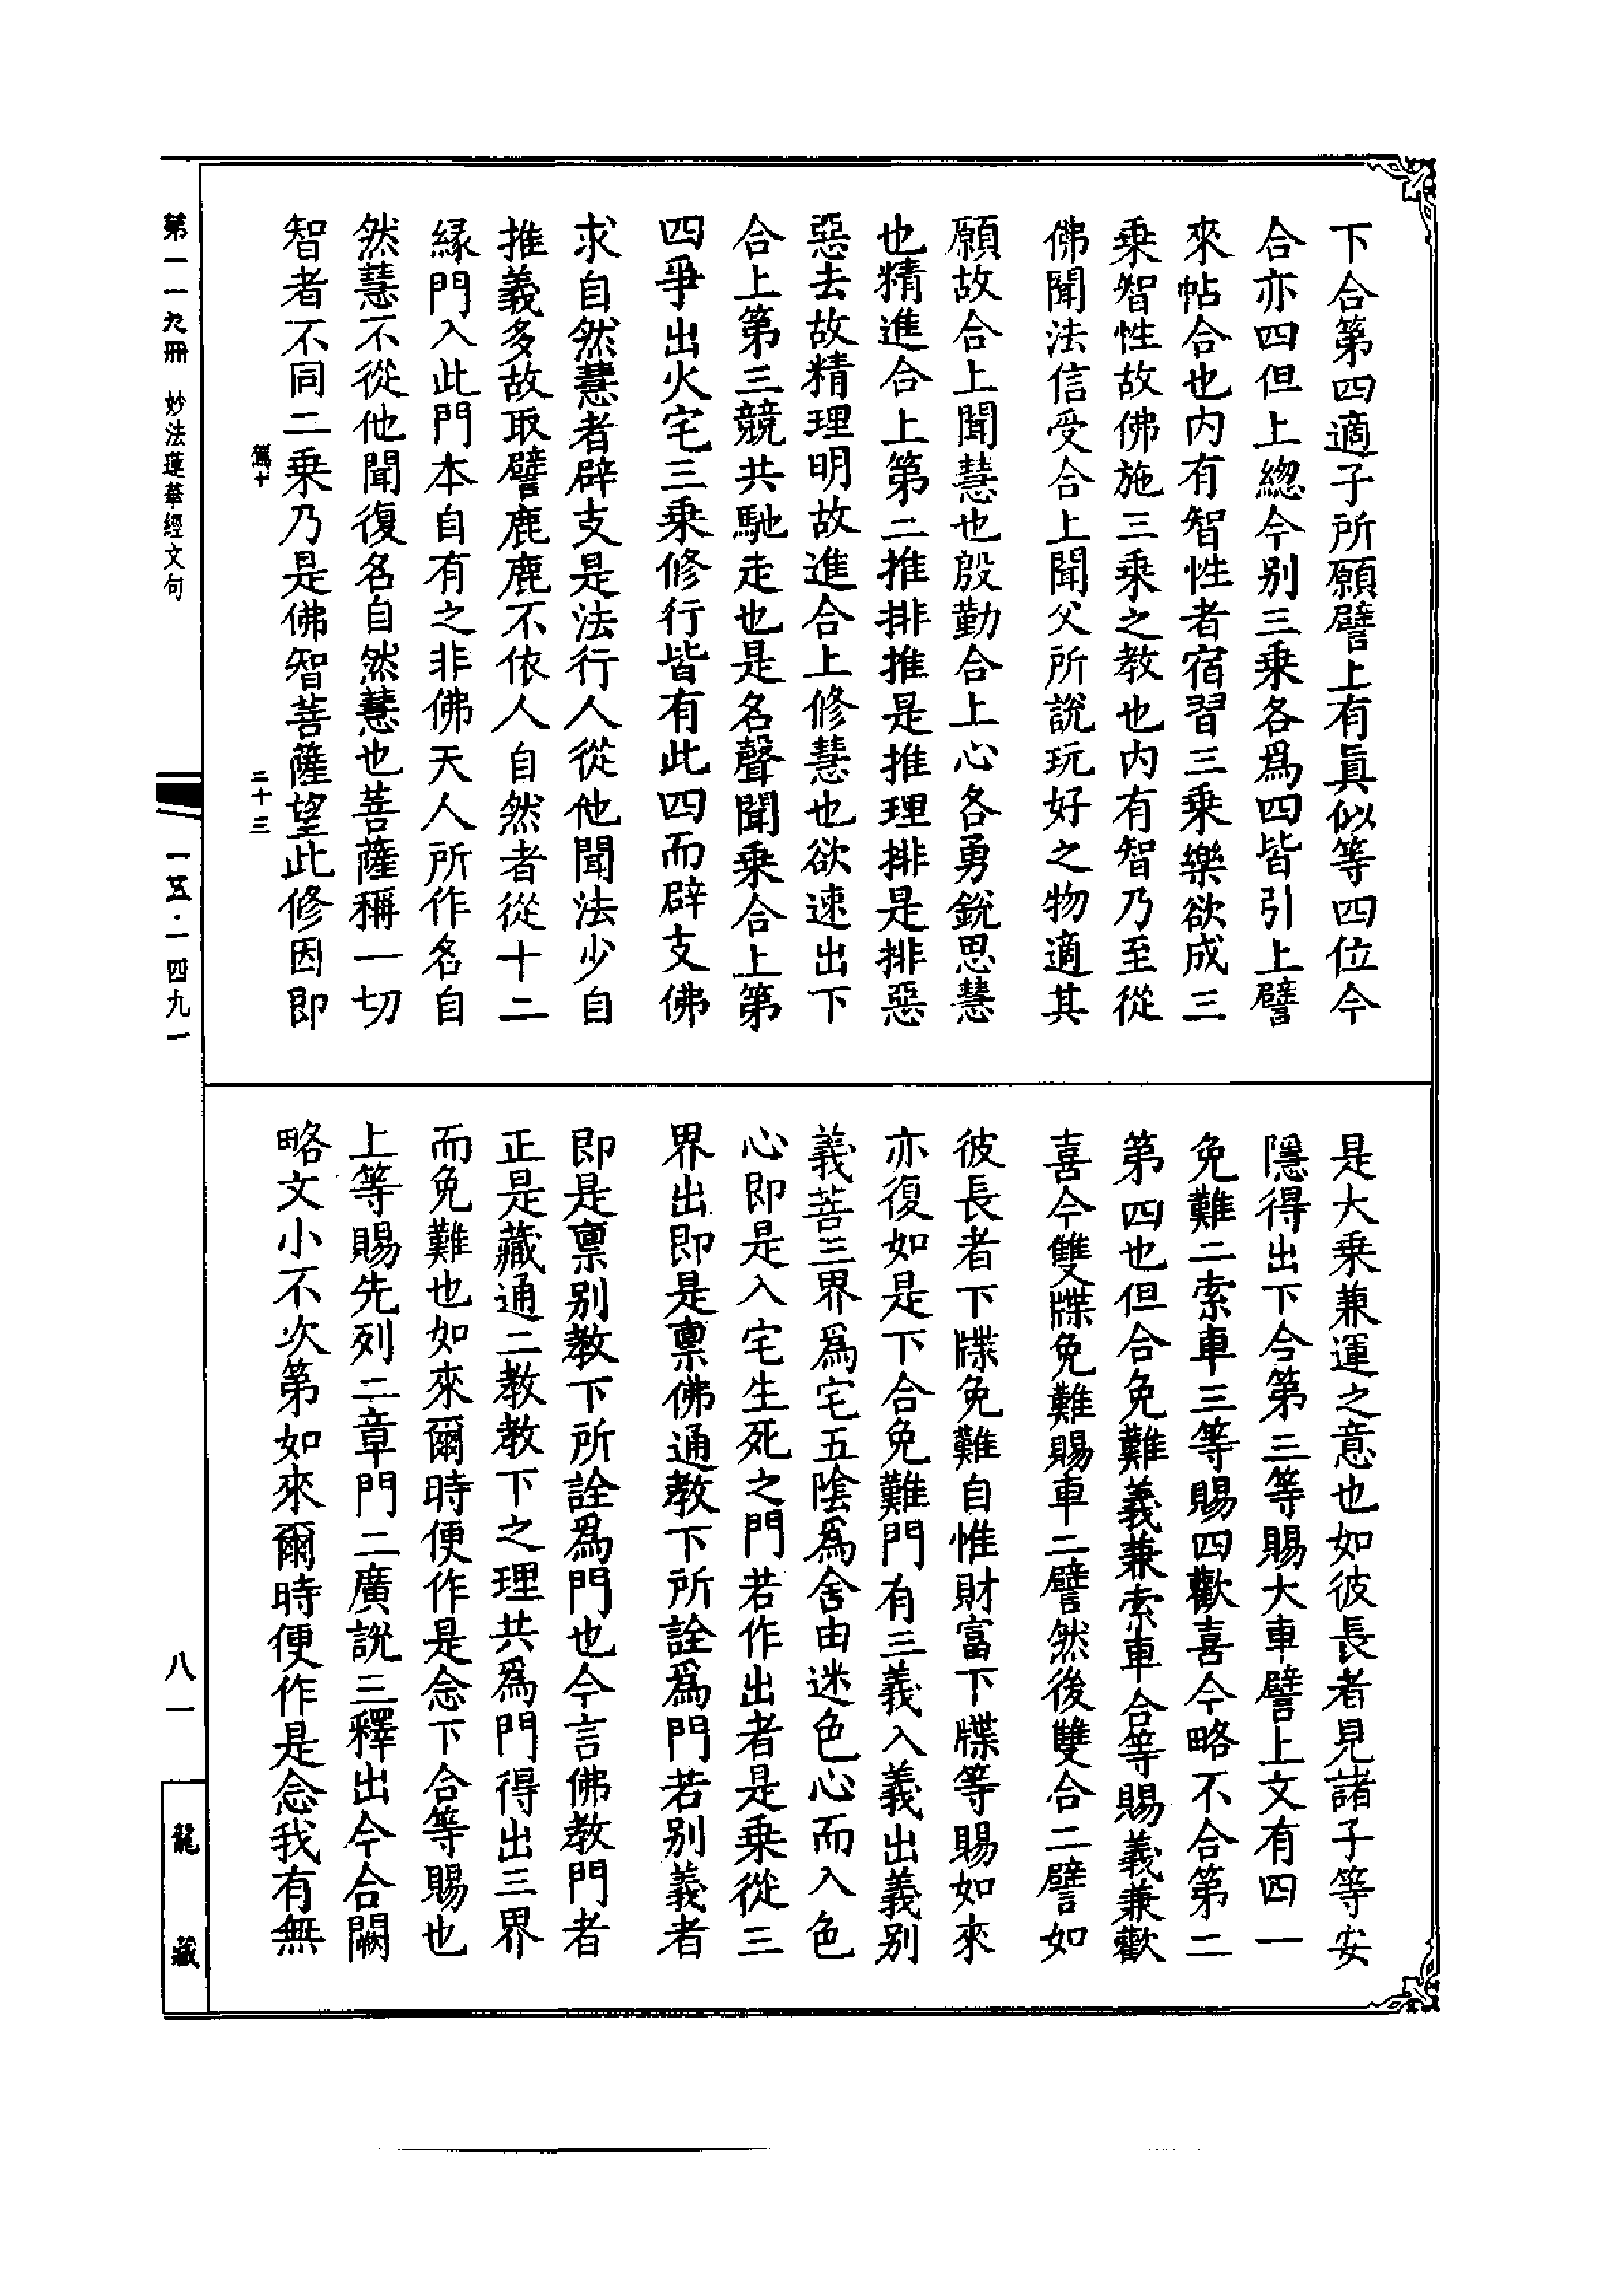 下合第四適子所願譬上有眞似等四位今
合亦四但上總今别三乗各爲四皆引上譬
來帖合也内有智性者宿習三乗樂欲成三
乗智性故佛施三乗之教也内有智乃至從
佛聞法信受合上聞父所說玩好之物適其
願故合上聞慧也殷勤合上心各勇銳思慧
也精進合上第二推排推是推理排是排惡
惡去故精理明故進合上修慧也欲速出下
合上第三競共馳走也是名聲聞乗合上第
四爭出火宅三乗修行皆有此四而辟支佛
求自然慧者辟支是法行人從他聞法少自
推義多故取譬鹿鹿不依人自然者從十二
緣門入此門本自有之非佛天人所作名自
然慧不從他聞復名自然慧也菩薩稱一切
智者不同二乗乃是佛智菩薩望此修因即
二十三
是大乗兼運之意也如彼長者見諸子等安
隱得出下合第三等賜大車譬上文有四一
免難二索車三等賜四歡喜今略不合第二
第四也但合免難義兼索車合等賜義兼歡
喜今雙牒免難賜車二譬然後雙合二譬如
彼長者下牒免難自惟財富下牒等賜如來
亦復如是下合免難門有三義入義出義别
義菩三界爲宅五陰爲舍由迷色心而入色
心即是入宅生死之門若作出者是乗從三
界出即是禀佛通教下所詮爲門若别義者
即是禀别教下所詮爲門也今言佛教門者
正是藏通二教教下之理共爲門得出三界
而免難也如來爾時便作是念下合等賜也
上等賜先列二章門二廣說三釋出今合闕
略文小不次第如來爾時便作是念我有無
第一一九冊 妙法蓮華經文句
一五·一四九一
八一
龍藏